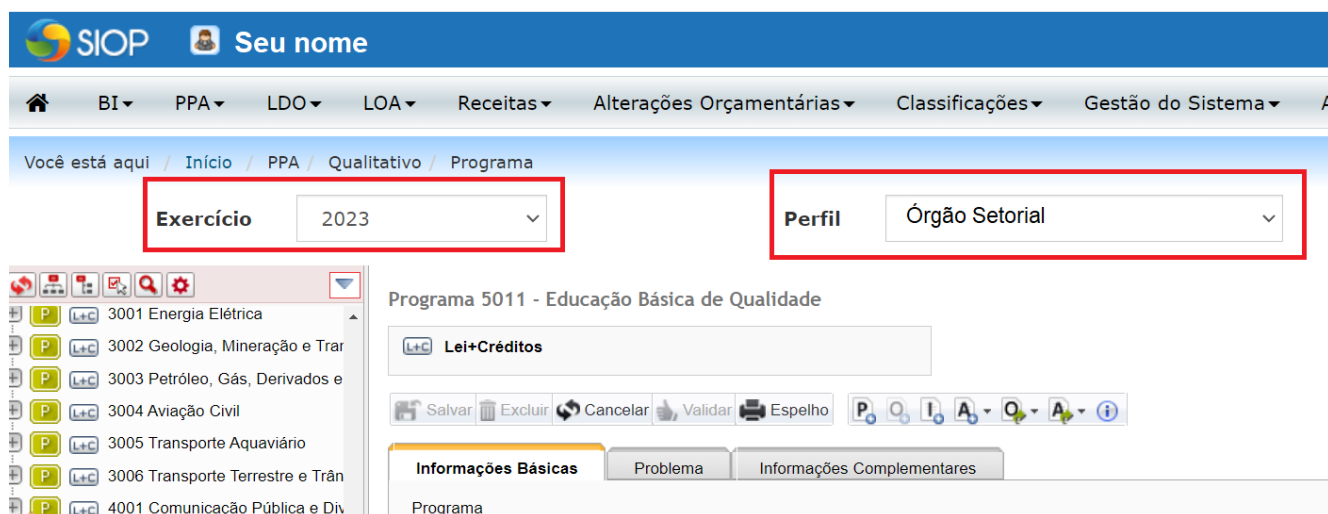 SIOP Seu nome
BI PPA LDO LOA Receitas Alterações Orçamentárias Classificações Gestão do Sistema A
Você está aqui / Início / PPA / Qualitativo / Programa
Exercício 2023 Perfil Órgão Setorial
Programa 5011 - Educação Básica de Qualidade
P L+C 3001 Energia Elétrica
P L+C 3002 Geologia, Mineração e Tran
L+C Lei+Créditos
P L+C 3003 Petróleo, Gás, Derivados e
P L+C 3004 Aviação Civil
Salvar Excluir Cancelar Validar Espelho P O I A O A i
P L+C 3005 Transporte Aquaviário
P L+C 3006 Transporte Terrestre e Trân
Informações Básicas Problema Informações Complementares
P L+C 4001 Comunicação Pública e Div
Programa